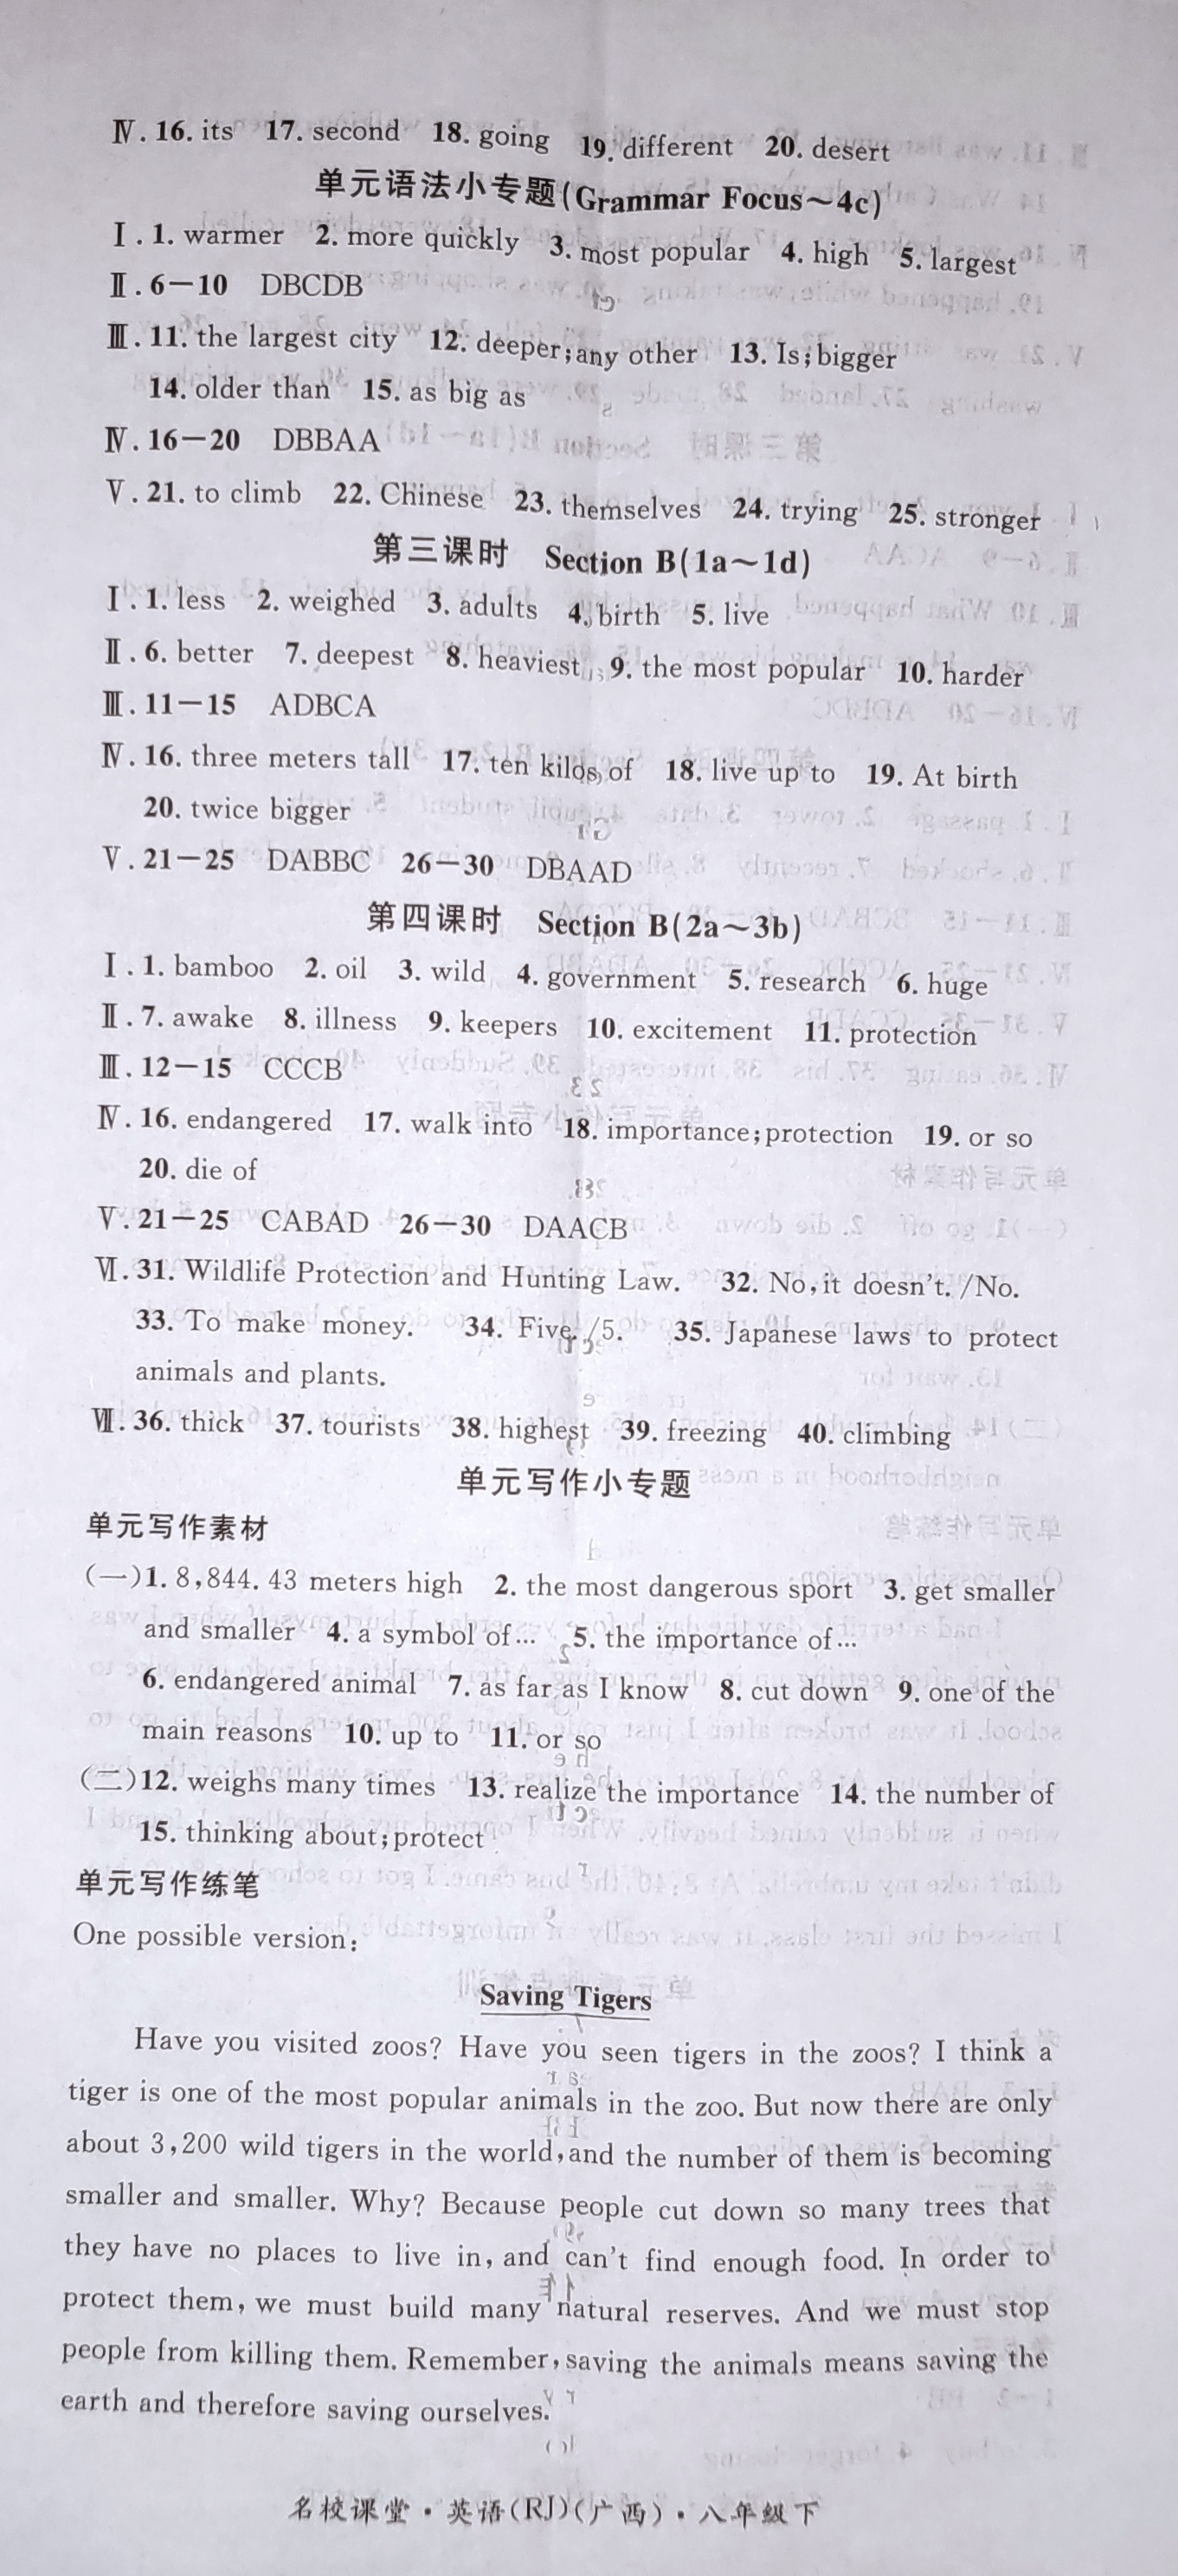 Ⅳ.16. its 17. second 18. going 19. different 20. desert
单元语法小专题(Grammar Focus～4c)
Ⅰ.1. warmer 2. more quickly 3. most popular 4. high 5. largest
Ⅱ.6－10 DBCDB
Ⅲ.11. the largest city 12. deeper;any other 13. Is;bigger
14. older than 15. as big as
Ⅳ.16－20 DBBAA
Ⅴ.21. to climb 22. Chinese 23. themselves 24. trying 25. stronger
第三课时 Section B(1a～1d)
Ⅰ.1. less 2. weighed 3. adults 4. birth 5. live
Ⅱ.6. better 7. deepest 8. heaviest 9. the most popular 10. harder
Ⅲ.11－15 ADBCA
Ⅳ.16. three meters tall 17. ten kilos of 18. live up to 19. At birth
20. twice bigger
Ⅴ.21－25 DABBC 26－30 DBAAD
第四课时 Section B(2a～3b)
Ⅰ.1. bamboo 2. oil 3. wild 4. government 5. research 6. huge
Ⅱ.7. awake 8. illness 9. keepers 10. excitement 11. protection
Ⅲ.12－15 CCCB
Ⅳ.16. endangered 17. walk into 18. importance;protection 19. or so
20. die of
Ⅴ.21－25 CABAD 26－30 DAACB
Ⅵ.31. Wildlife Protection and Hunting Law. 32. No,it doesn't. /No.
33. To make money. 34. Five. /5. 35. Japanese laws to protect
animals and plants.
Ⅶ.36. thick 37. tourists 38. highest 39. freezing 40. climbing
单元写作小专题
单元写作素材
(一)1. 8,844. 43 meters high 2. the most dangerous sport 3. get smaller
and smaller 4. a symbol of… 5. the importance of…
6. endangered animal 7. as far as I know 8. cut down 9. one of the
main reasons 10. up to 11. or so
(二)12. weighs many times 13. realize the importance 14. the number of
15. thinking about;protect
单元写作练笔
One possible version:
Saving Tigers
Have you visited zoos? Have you seen tigers in the zoos? I think a
tiger is one of the most popular animals in the zoo. But now there are only
about 3,200 wild tigers in the world,and the number of them is becoming
smaller and smaller. Why? Because people cut down so many trees that
they have no places to live in, and can't find enough food. In order to
protect them, we must build many natural reserves. And we must stop
people from killing them. Remember,saving the animals means saving the
earth and therefore saving ourselves.
名校课堂·英语(RJ)(广西)·八年级下